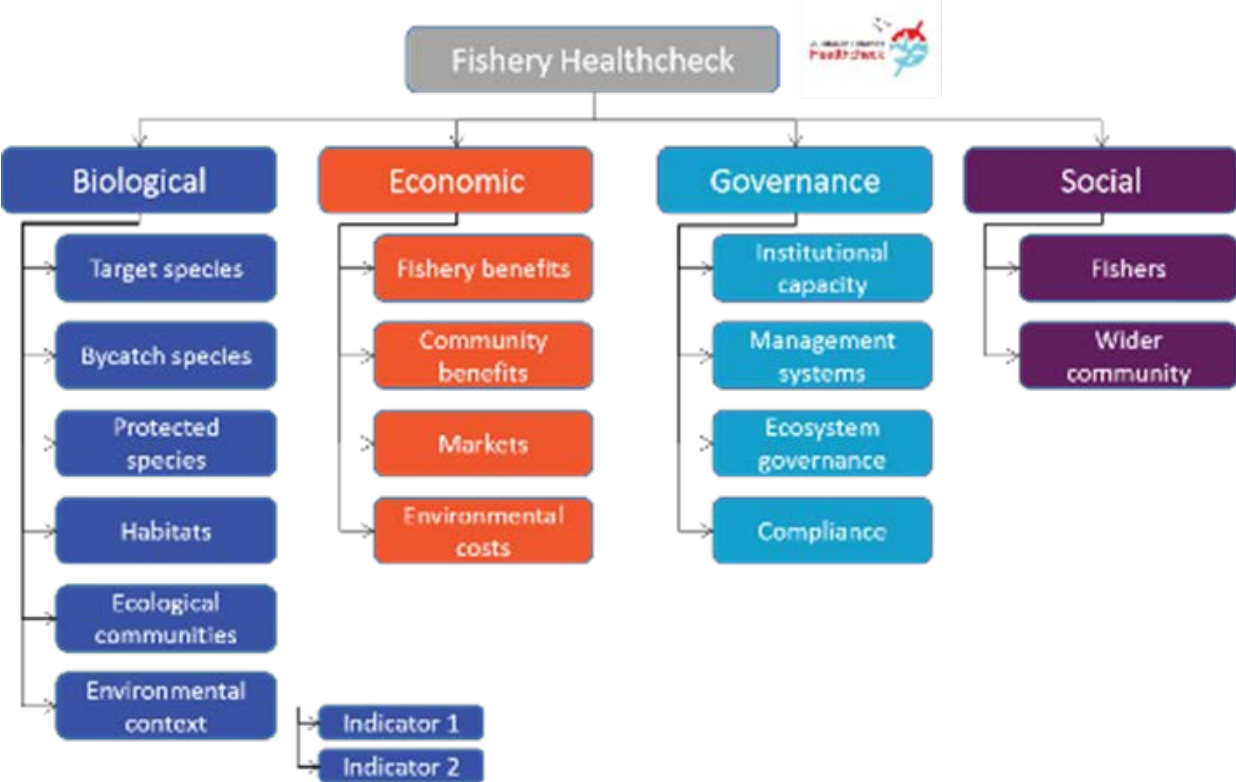 Fishery Healthcheck
Healthcheck
Biological
Economic
Governance
Social
Target species
Bycatch species
Protected
species
Habitats
Ecological
communities
Environmental
context
Indicator 1
Indicator 2
Fishery benefits
Community
benefits
Markets
Environmental
costs
Institutional
capacity
Management
systems
Ecosystem
governance
Compliance
Fishers
Wider
community